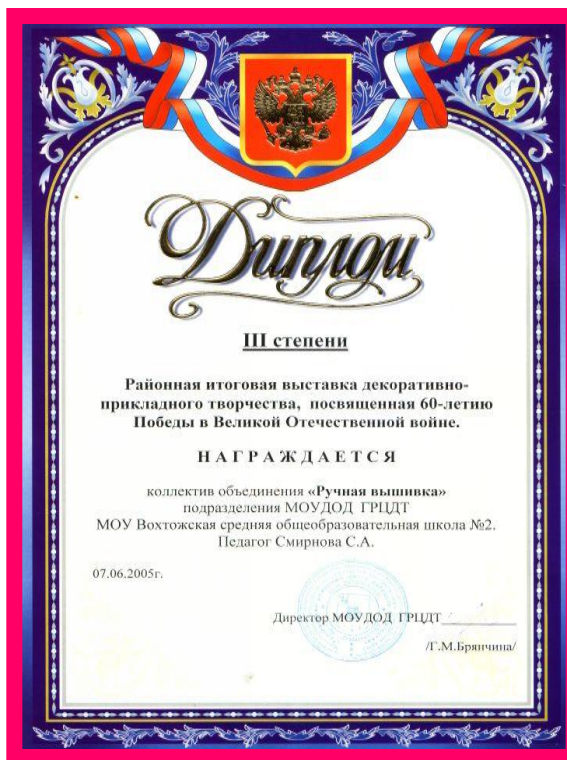 Диплом
III степени
Районная итоговая выставка декоративно-
прикладного творчества, посвященная 60-летию
Победы в Великой Отечественной войне.
НАГРАЖДАЕТСЯ
коллектив объединения «Ручная вышивка»
подразделения МОУДОД ГРЦДТ
МОУ Вохтожская средняя общеобразовательная школа №2.
Педагог Смирнова С.А.
07.06.2005г.
Директор МОУДОД ГРЦДТ
/Г.М.Брянчина/